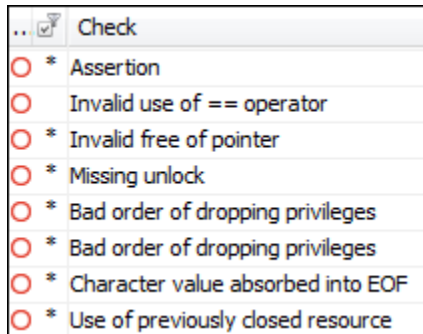 .. Check
* Assertion
Invalid use of == operator
* Invalid free of pointer
* Missing unlock
* Bad order of dropping privileges
* Bad order of dropping privileges
* Character value absorbed into EOF
* Use of previously closed resource